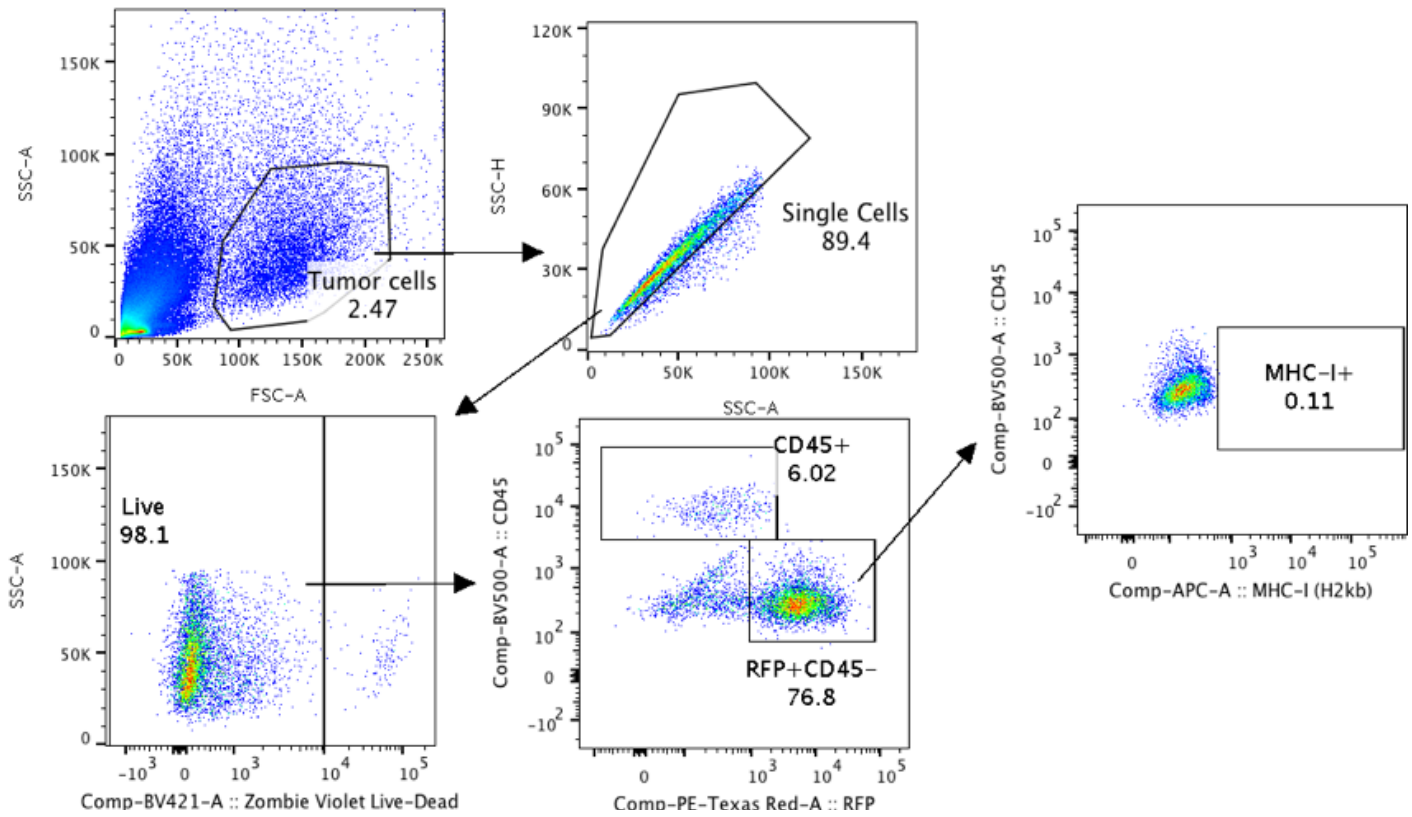 150K
100K
50K
0
SSC-A
Tumor cells
2.47
0
50K
100K
150K
200K
250K
FSC-A
120K
90K
60K
30K
0
SSC-H
Single Cells
89.4
0
50K
100K
150K
SSC-A
150K
100K
50K
0
SSC-A
Live
98.1
-10³
0
10³
10⁴
10⁵
Comp-BV421-A :: Zombie Violet Live-Dead
10⁵
10⁴
10³
10²
0
-10²
Comp-BV500-A :: CD45
CD45+
6.02
RFP+CD45-
76.8
0
10³
10⁴
10⁵
Comp-PE-Texas Red-A :: RFP
10⁵
10⁴
10³
10²
0
-10²
Comp-BV500-A :: CD45
MHC-I+
0.11
0
10³
10⁴
10⁵
Comp-APC-A :: MHC-I (H2kb)